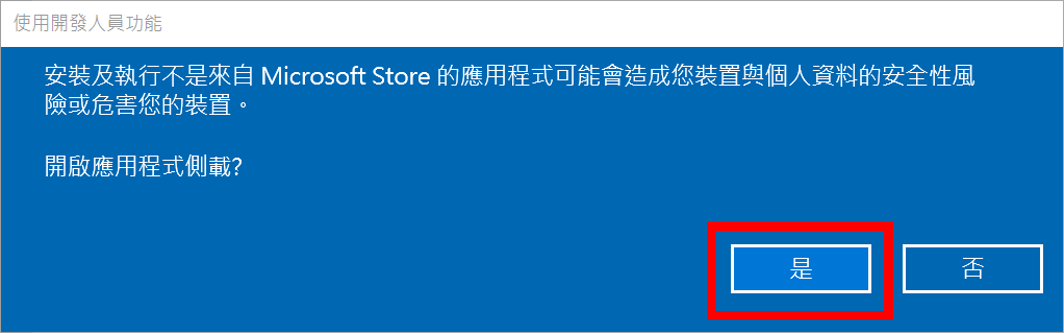 使用開發人員功能
安裝及執行不是來自 Microsoft Store 的應用程式可能會造成您裝置與個人資料的安全性風
險或危害您的裝置。
開啟應用程式側載?
是
否